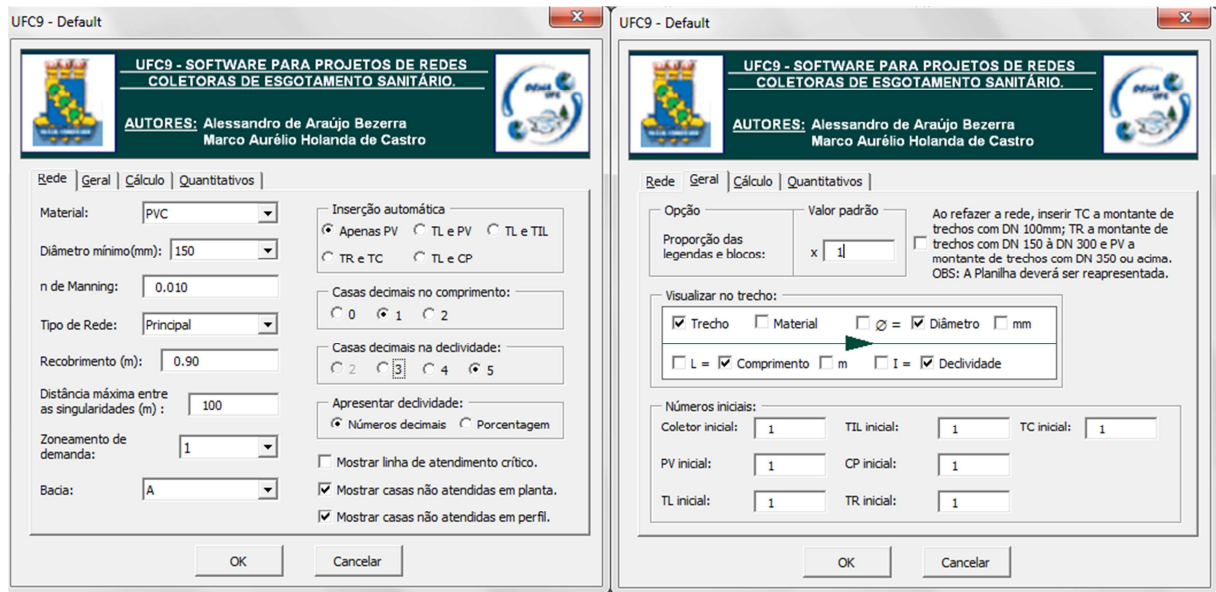 UFC9 - Default
UFC9 - SOFTWARE PARA PROJETOS DE REDES
COLETORAS DE ESGOTAMENTO SANITÁRIO.
AUTORES: Alessandro de Araújo Bezerra
Marco Aurélio Holanda de Castro
Rede Geral Cálculo Quantitativos
Material: PVC
Diâmetro mínimo(mm): 150
n de Manning: 0.010
Tipo de Rede: Principal
Recobrimento (m): 0.90
Distância máxima entre
as singularidades (m) : 100
Zoneamento de
demanda: 1
Bacia: A
Inserção automática
Apenas PV TL e PV TL e TIL
TR e TC TL e CP
Casas decimais no comprimento:
0 1 2
Casas decimais na declividade:
2 3 4 5
Apresentar declividade:
Números decimais Porcentagem
Mostrar linha de atendimento crítico.
Mostrar casas não atendidas em planta.
Mostrar casas não atendidas em perfil.
OK Cancelar
UFC9 - Default
UFC9 - SOFTWARE PARA PROJETOS DE REDES
COLETORAS DE ESGOTAMENTO SANITÁRIO.
AUTORES: Alessandro de Araújo Bezerra
Marco Aurélio Holanda de Castro
Rede Geral Cálculo Quantitativos
Opção Valor padrão
Proporção das
legendas e blocos: x 1
Ao refazer a rede, inserir TC a montante de
trechos com DN 100mm; TR a montante de
trechos com DN 150 à DN 300 e PV a
montante de trechos com DN 350 ou acima.
OBS: A Planilha deverá ser reapresentada.
Visualizar no trecho:
Trecho Material Ø = Diâmetro mm
L = Comprimento m I = Declividade
Números iniciais:
Coletor inicial: 1 TIL inicial: 1 TC inicial: 1
PV inicial: 1 CP inicial: 1
TL inicial: 1 TR inicial: 1
OK Cancelar